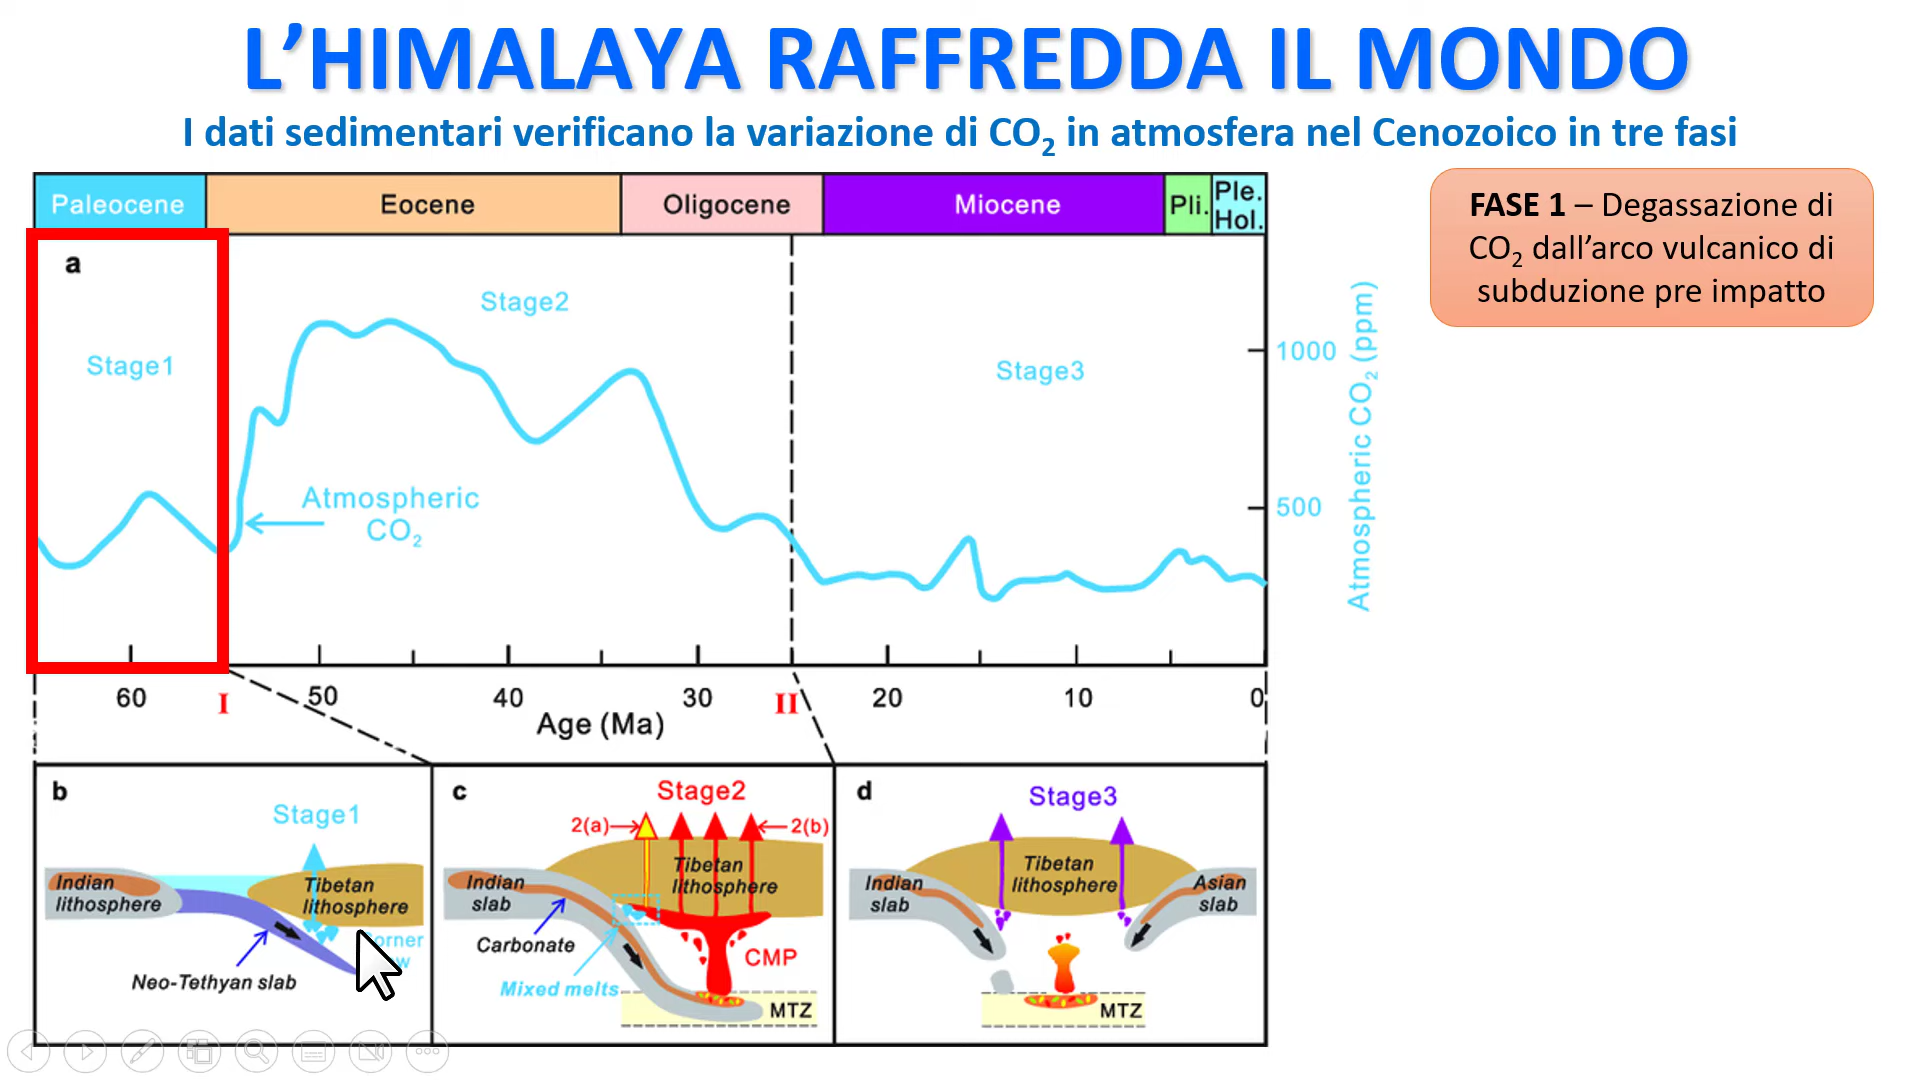 L’HIMALAYA RAFFREDDA IL MONDO
I dati sedimentari verificano la variazione di CO₂ in atmosfera nel Cenozoico in tre fasi
Paleocene
Eocene
Oligocene
Miocene
Pli.
Ple.
Hol.
FASE 1 – Degassazione di
CO₂ dall’arco vulcanico di
subduzione pre impatto
a
Stage1
Stage2
Stage3
Atmospheric
CO₂
1000
500
Atmospheric CO₂ (ppm)
60
I
50
40
30
II
20
10
0
Age (Ma)
b
Stage1
Indian
lithosphere
Tibetan
lithosphere
Neo-Tethyan slab
c
Stage2
2(a)
2(b)
Tibetan
lithosphere
Indian
slab
Carbonate
CMP
Mixed melts
MTZ
d
Stage3
Tibetan
lithosphere
Indian
slab
Asian
slab
MTZ